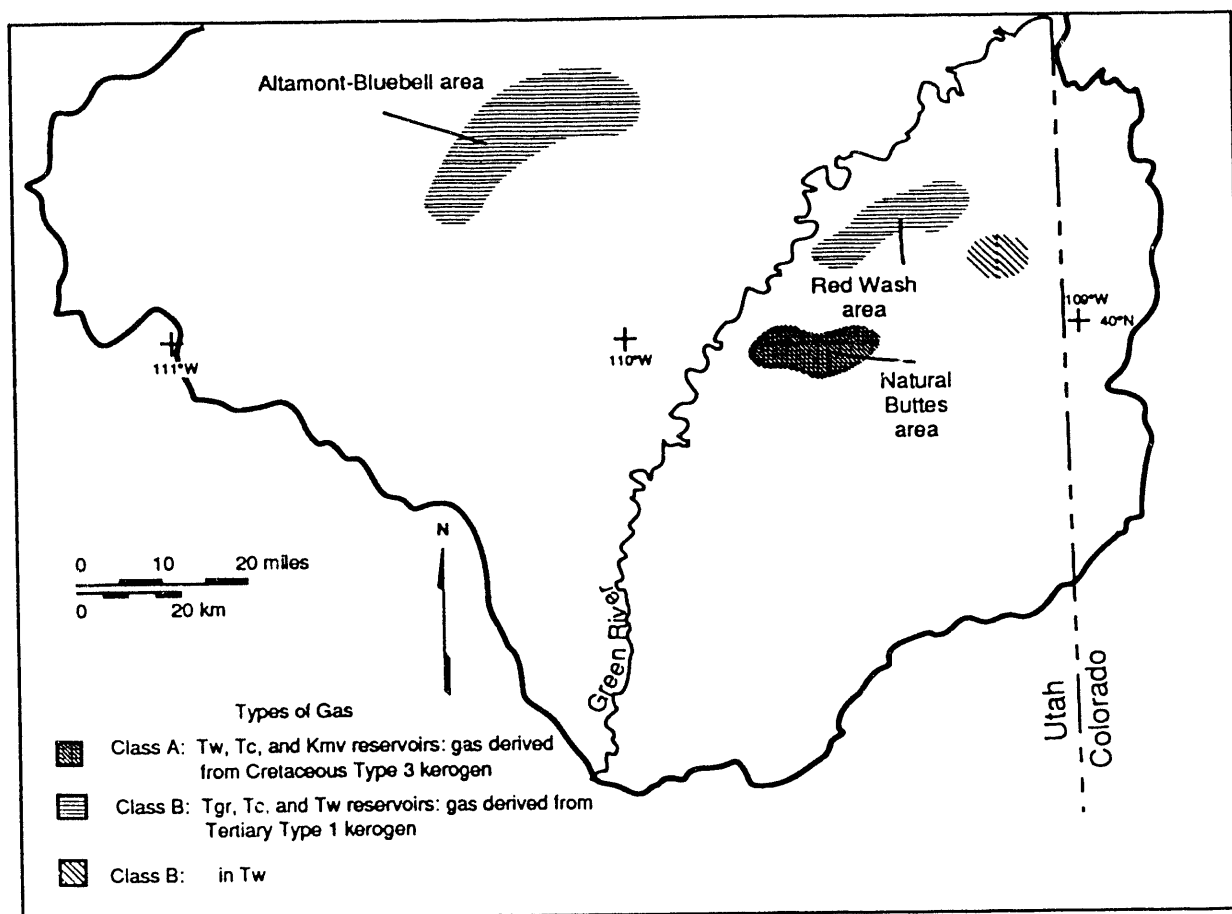 Altamont-Bluebell area
Red Wash
area
109°W
40°N
110°W
111°W
Natural
Buttes
area
N
0 10 20 miles
0 20 km
Green River
Utah
Colorado
Types of Gas
Class A: Tw, Tc, and Kmv reservoirs: gas derived
from Cretaceous Type 3 kerogen
Class B: Tgr, Tc, and Tw reservoirs: gas derived from
Tertiary Type 1 kerogen
Class B: in Tw